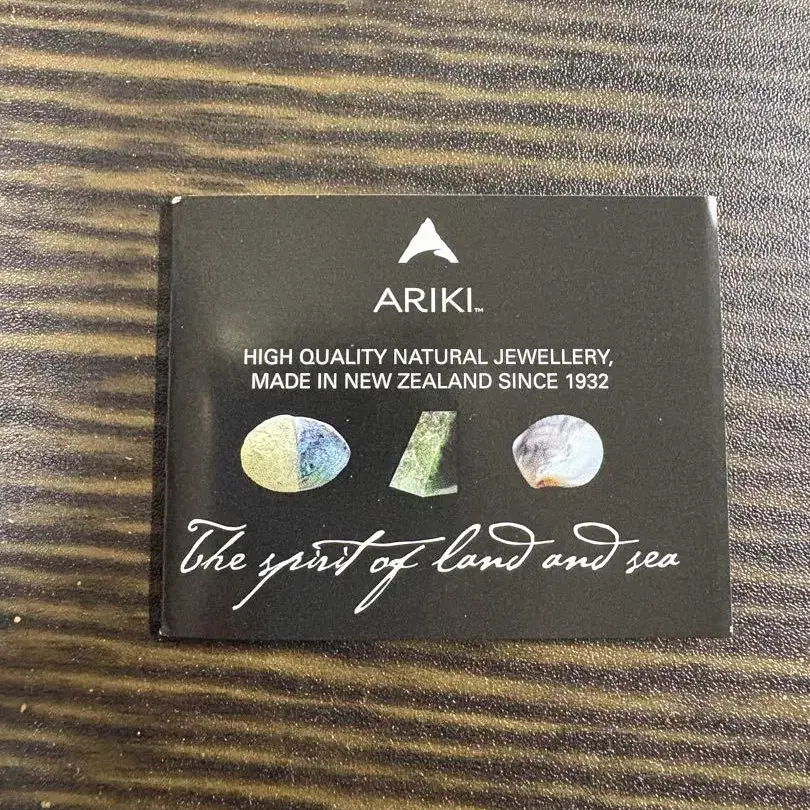 ARIKI™
HIGH QUALITY NATURAL JEWELLERY,
MADE IN NEW ZEALAND SINCE 1932
The spirit of land and sea